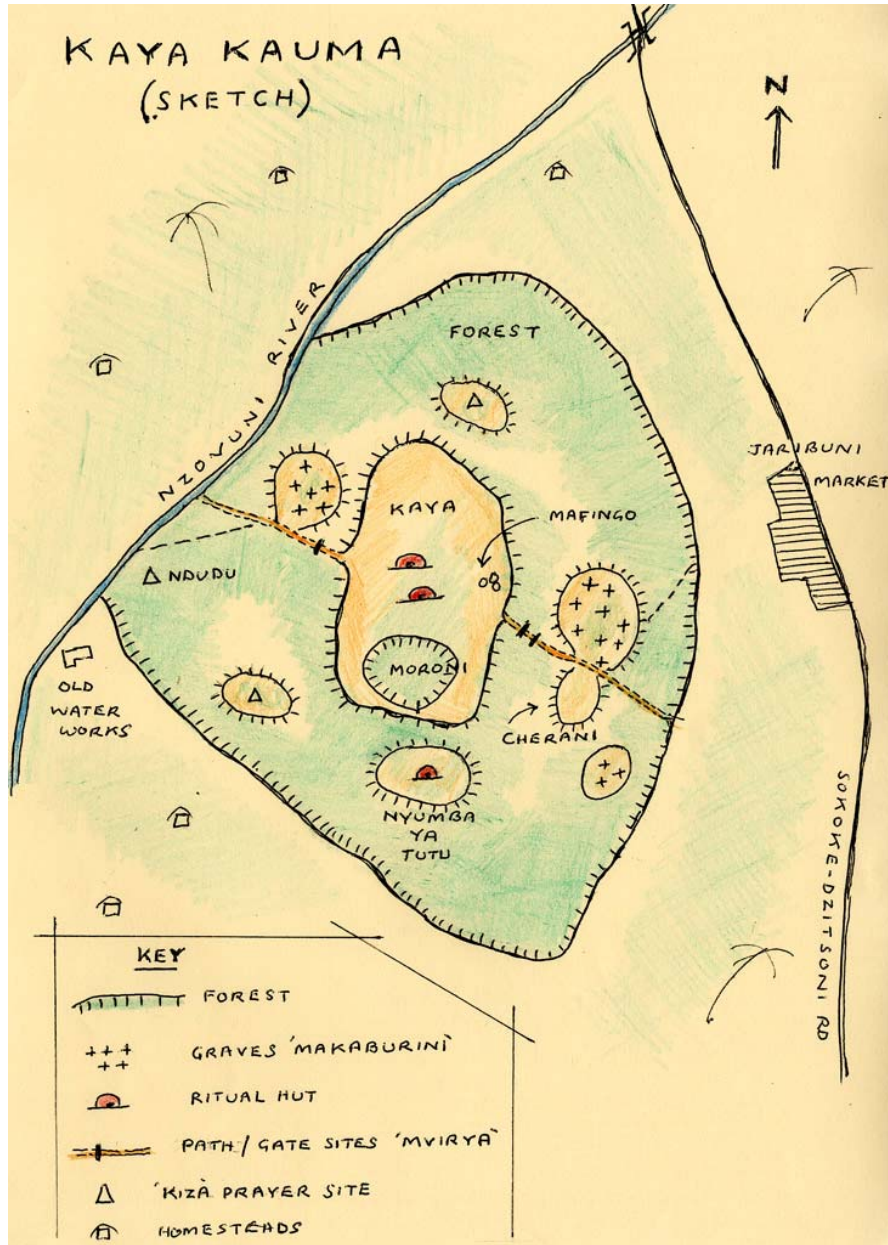 KAYA KAUMA
(SKETCH)
N
NZOVUNI RIVER
FOREST
JARIBUNI
MARKET
KAYA
MAFINGO
NDUDU
MORONI
OLD
WATER
WORKS
CHERANI
NYUMBA
YA
TUTU
SOKOKE-DZITSONI RD
KEY
FOREST
GRAVES 'MAKABURINI'
RITUAL HUT
PATH/GATE SITES 'MVIRYA'
'KIZA' PRAYER SITE
HOMESTEADS